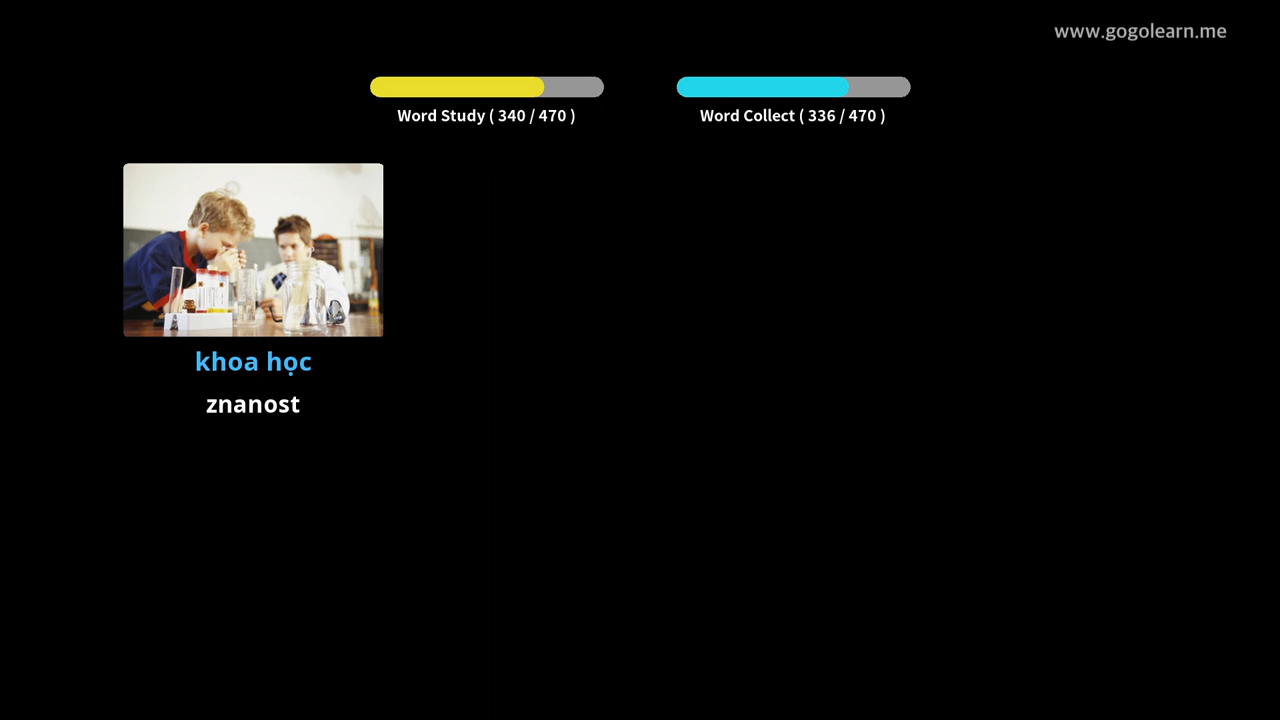 www.gogolearn.me
Word Study ( 340 / 470 )
Word Collect ( 336 / 470 )
khoa học
znanost